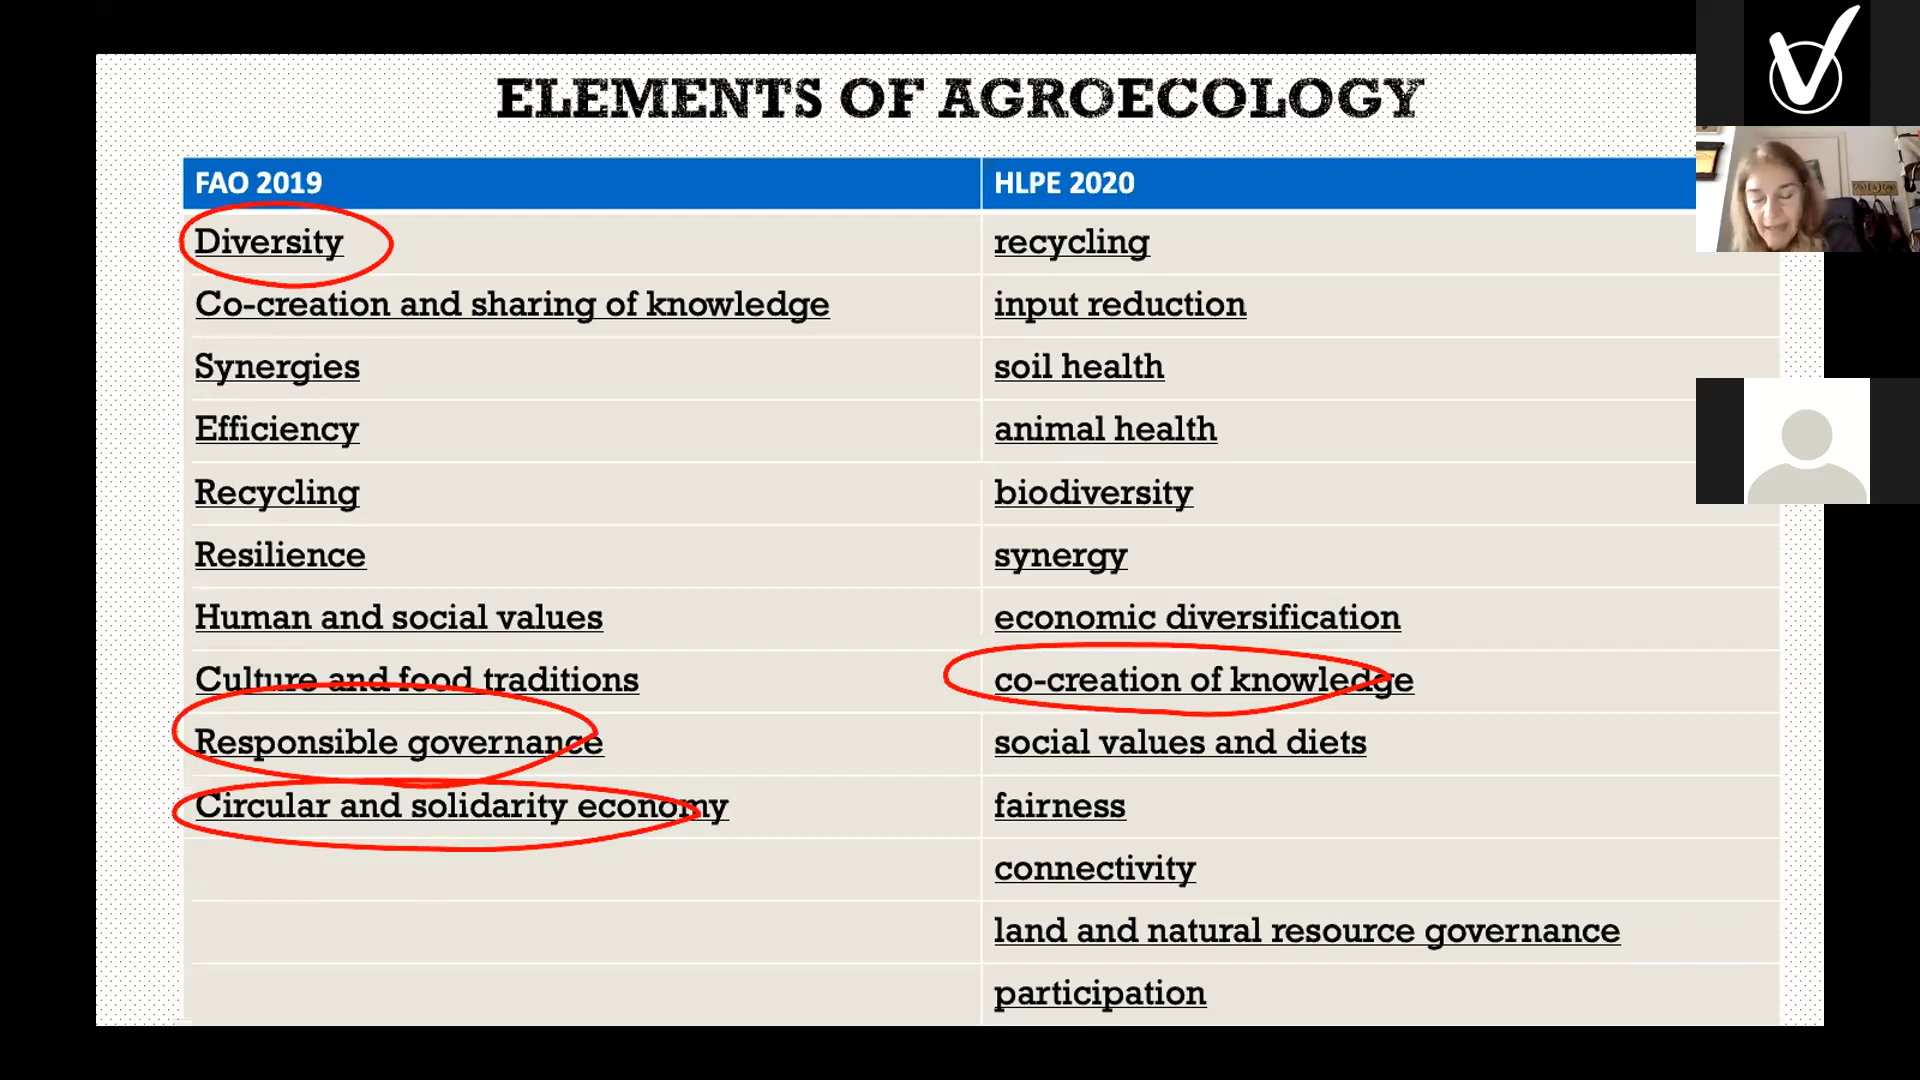 ELEMENTS OF AGROECOLOGY
FAO 2019
HLPE 2020
Diversity
recycling
Co-creation and sharing of knowledge
input reduction
Synergies
soil health
Efficiency
animal health
Recycling
biodiversity
Resilience
synergy
Human and social values
economic diversification
Culture and food traditions
co-creation of knowledge
Responsible governance
social values and diets
Circular and solidarity economy
fairness
connectivity
land and natural resource governance
participation